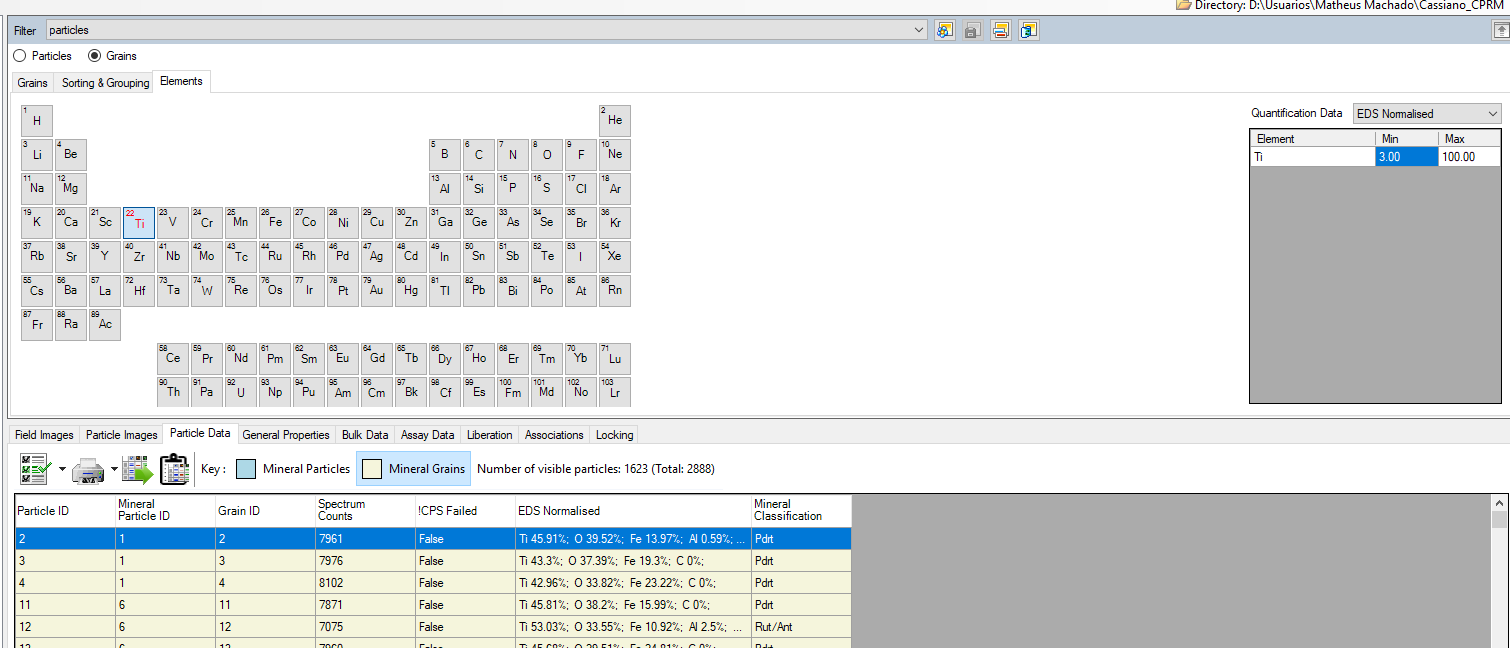 Directory: D:\Usuarios\Matheus Machado\Cassiano_CPRM
Filter particles
Particles Grains
Grains Sorting & Grouping Elements
Quantification Data EDS Normalised
Element Min Max
Ti 3.00 100.00
1 H 2 He
3 Li 4 Be 5 B 6 C 7 N 8 O 9 F 10 Ne
11 Na 12 Mg 13 Al 14 Si 15 P 16 S 17 Cl 18 Ar
19 K 20 Ca 21 Sc 22 Ti 23 V 24 Cr 25 Mn 26 Fe 27 Co 28 Ni 29 Cu 30 Zn 31 Ga 32 Ge 33 As 34 Se 35 Br 36 Kr
37 Rb 38 Sr 39 Y 40 Zr 41 Nb 42 Mo 43 Tc 44 Ru 45 Rh 46 Pd 47 Ag 48 Cd 49 In 50 Sn 51 Sb 52 Te 53 I 54 Xe
55 Cs 56 Ba 57 La 72 Hf 73 Ta 74 W 75 Re 76 Os 77 Ir 78 Pt 79 Au 80 Hg 81 Tl 82 Pb 83 Bi 84 Po 85 At 86 Rn
87 Fr 88 Ra 89 Ac
58 Ce 59 Pr 60 Nd 61 Pm 62 Sm 63 Eu 64 Gd 65 Tb 66 Dy 67 Ho 68 Er 69 Tm 70 Yb 71 Lu
90 Th 91 Pa 92 U 93 Np 94 Pu 95 Am 96 Cm 97 Bk 98 Cf 99 Es 100 Fm 101 Md 102 No 103 Lr
Field Images Particle Images Particle Data General Properties Bulk Data Assay Data Liberation Associations Locking
Key : Mineral Particles Mineral Grains Number of visible particles: 1623 (Total: 2888)
Particle ID Mineral Particle ID Grain ID Spectrum Counts !CPS Failed EDS Normalised Mineral Classification
2 1 2 7961 False Ti 45.91%; O 39.52%; Fe 13.97%; Al 0.59%; ... Pdrt
3 1 3 7976 False Ti 43.3%; O 37.39%; Fe 19.3%; C 0%; Pdrt
4 1 4 8102 False Ti 42.96%; O 33.82%; Fe 23.22%; C 0%; Pdrt
11 6 11 7871 False Ti 45.81%; O 38.2%; Fe 15.99%; C 0%; Pdrt
12 6 12 7075 False Ti 53.03%; O 33.55%; Fe 10.92%; Al 2.5%; ... Rut/Ant